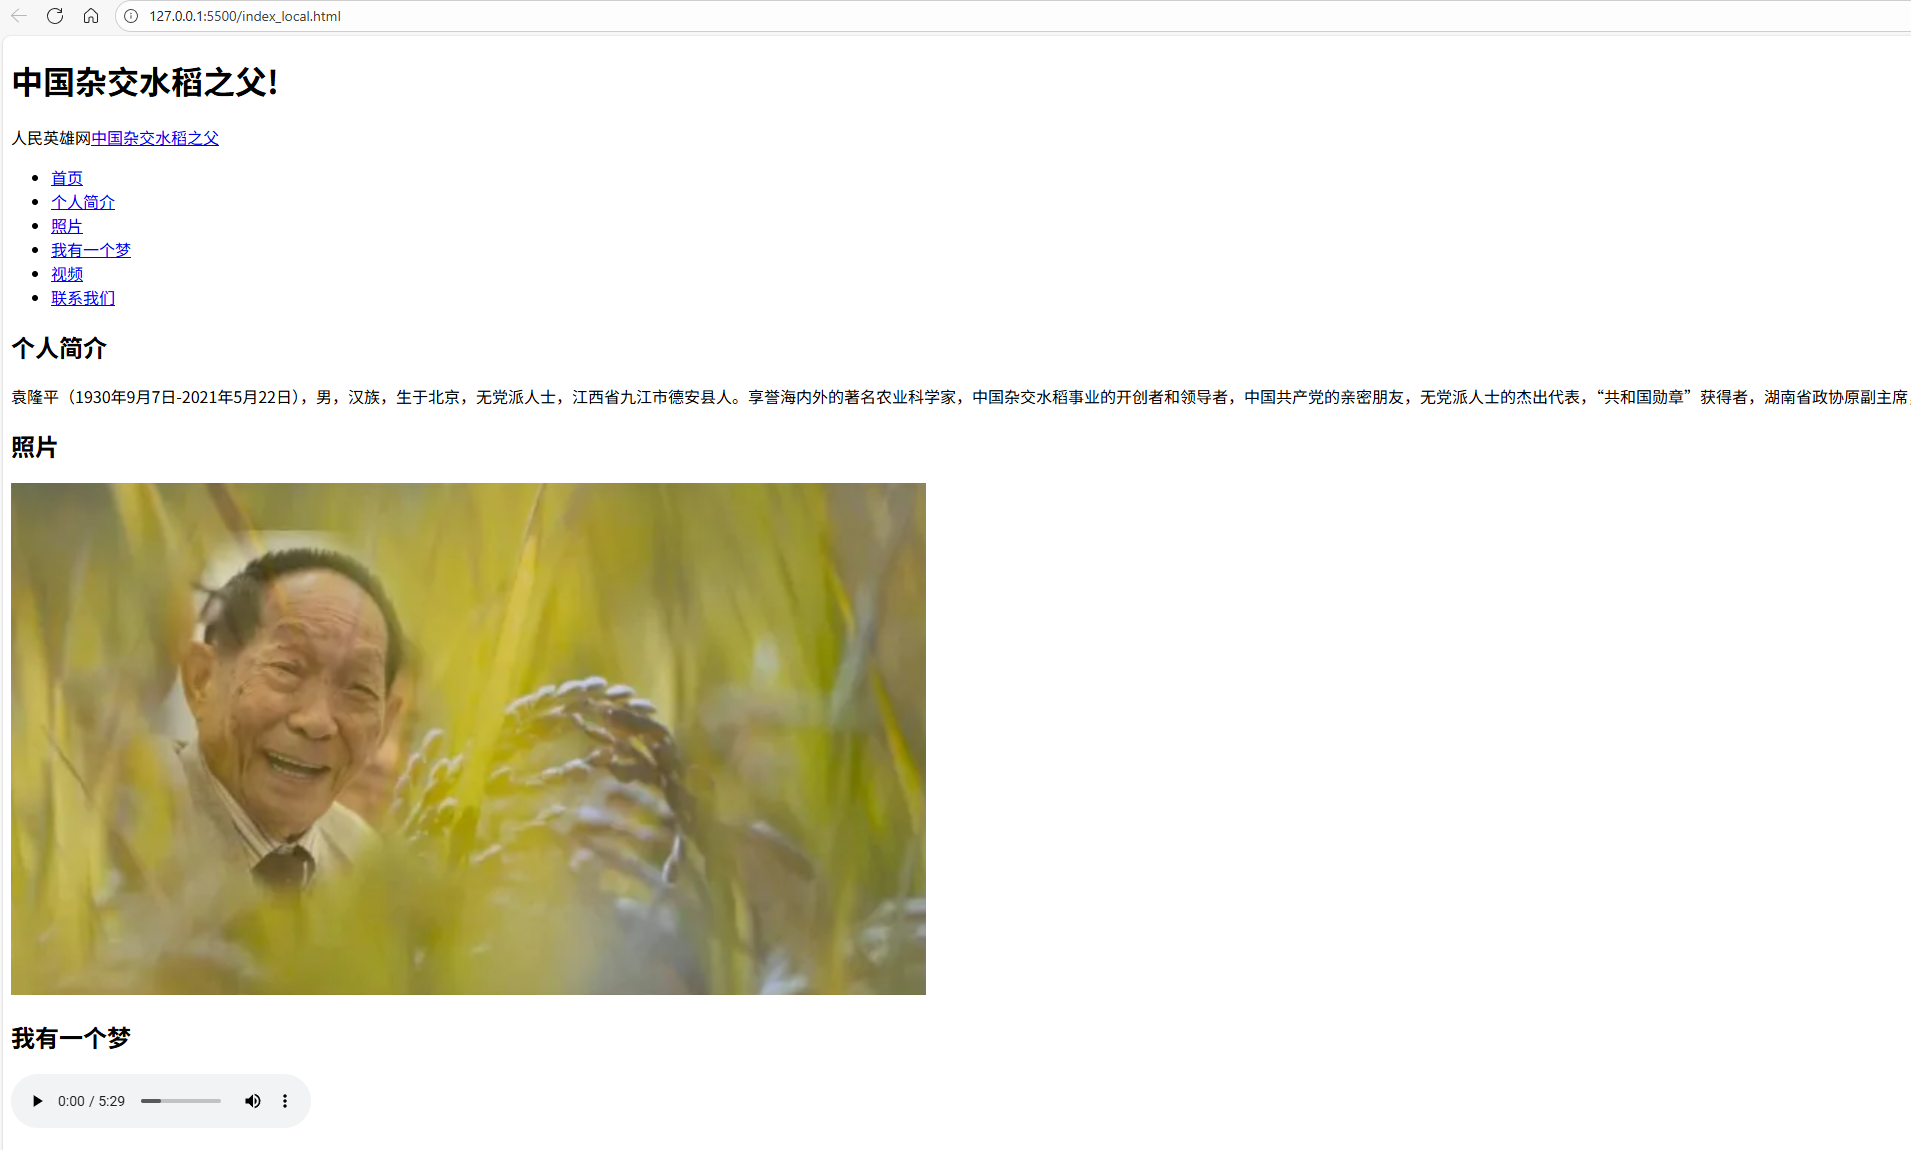 127.0.0.1:5500/index_local.html
中国杂交水稻之父!
人民英雄网中国杂交水稻之父
首页
个人简介
照片
我有一个梦
视频
联系我们
个人简介
袁隆平（1930年9月7日-2021年5月22日），男，汉族，生于北京，无党派人士，江西省九江市德安县人。享誉海内外的著名农业科学家，中国杂交水稻事业的开创者和领导者，中国共产党的亲密朋友，无党派人士的杰出代表，“共和国勋章”获得者，湖南省政协原副主席，
照片
我有一个梦
0:00 / 5:29